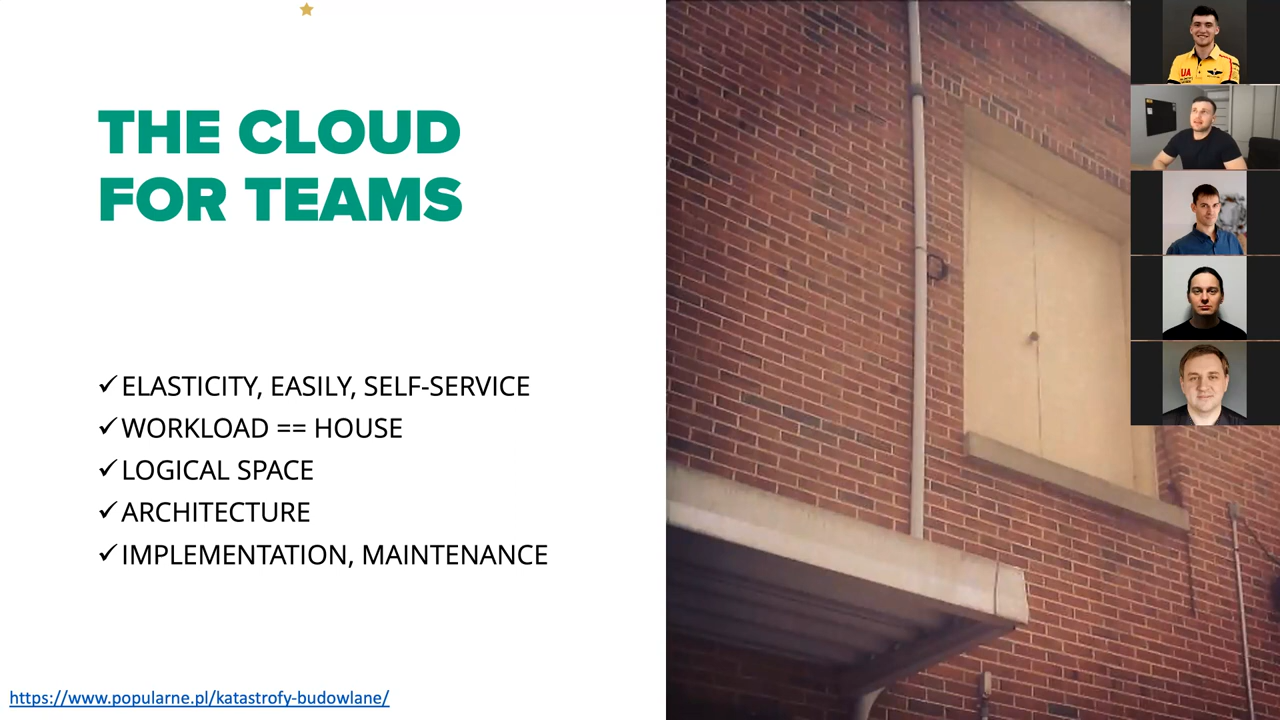 THE CLOUD
FOR TEAMS
✓ELASTICITY, EASILY, SELF-SERVICE
✓WORKLOAD == HOUSE
✓LOGICAL SPACE
✓ARCHITECTURE
✓IMPLEMENTATION, MAINTENANCE
https://www.popularne.pl/katastrofy-budowlane/
UA